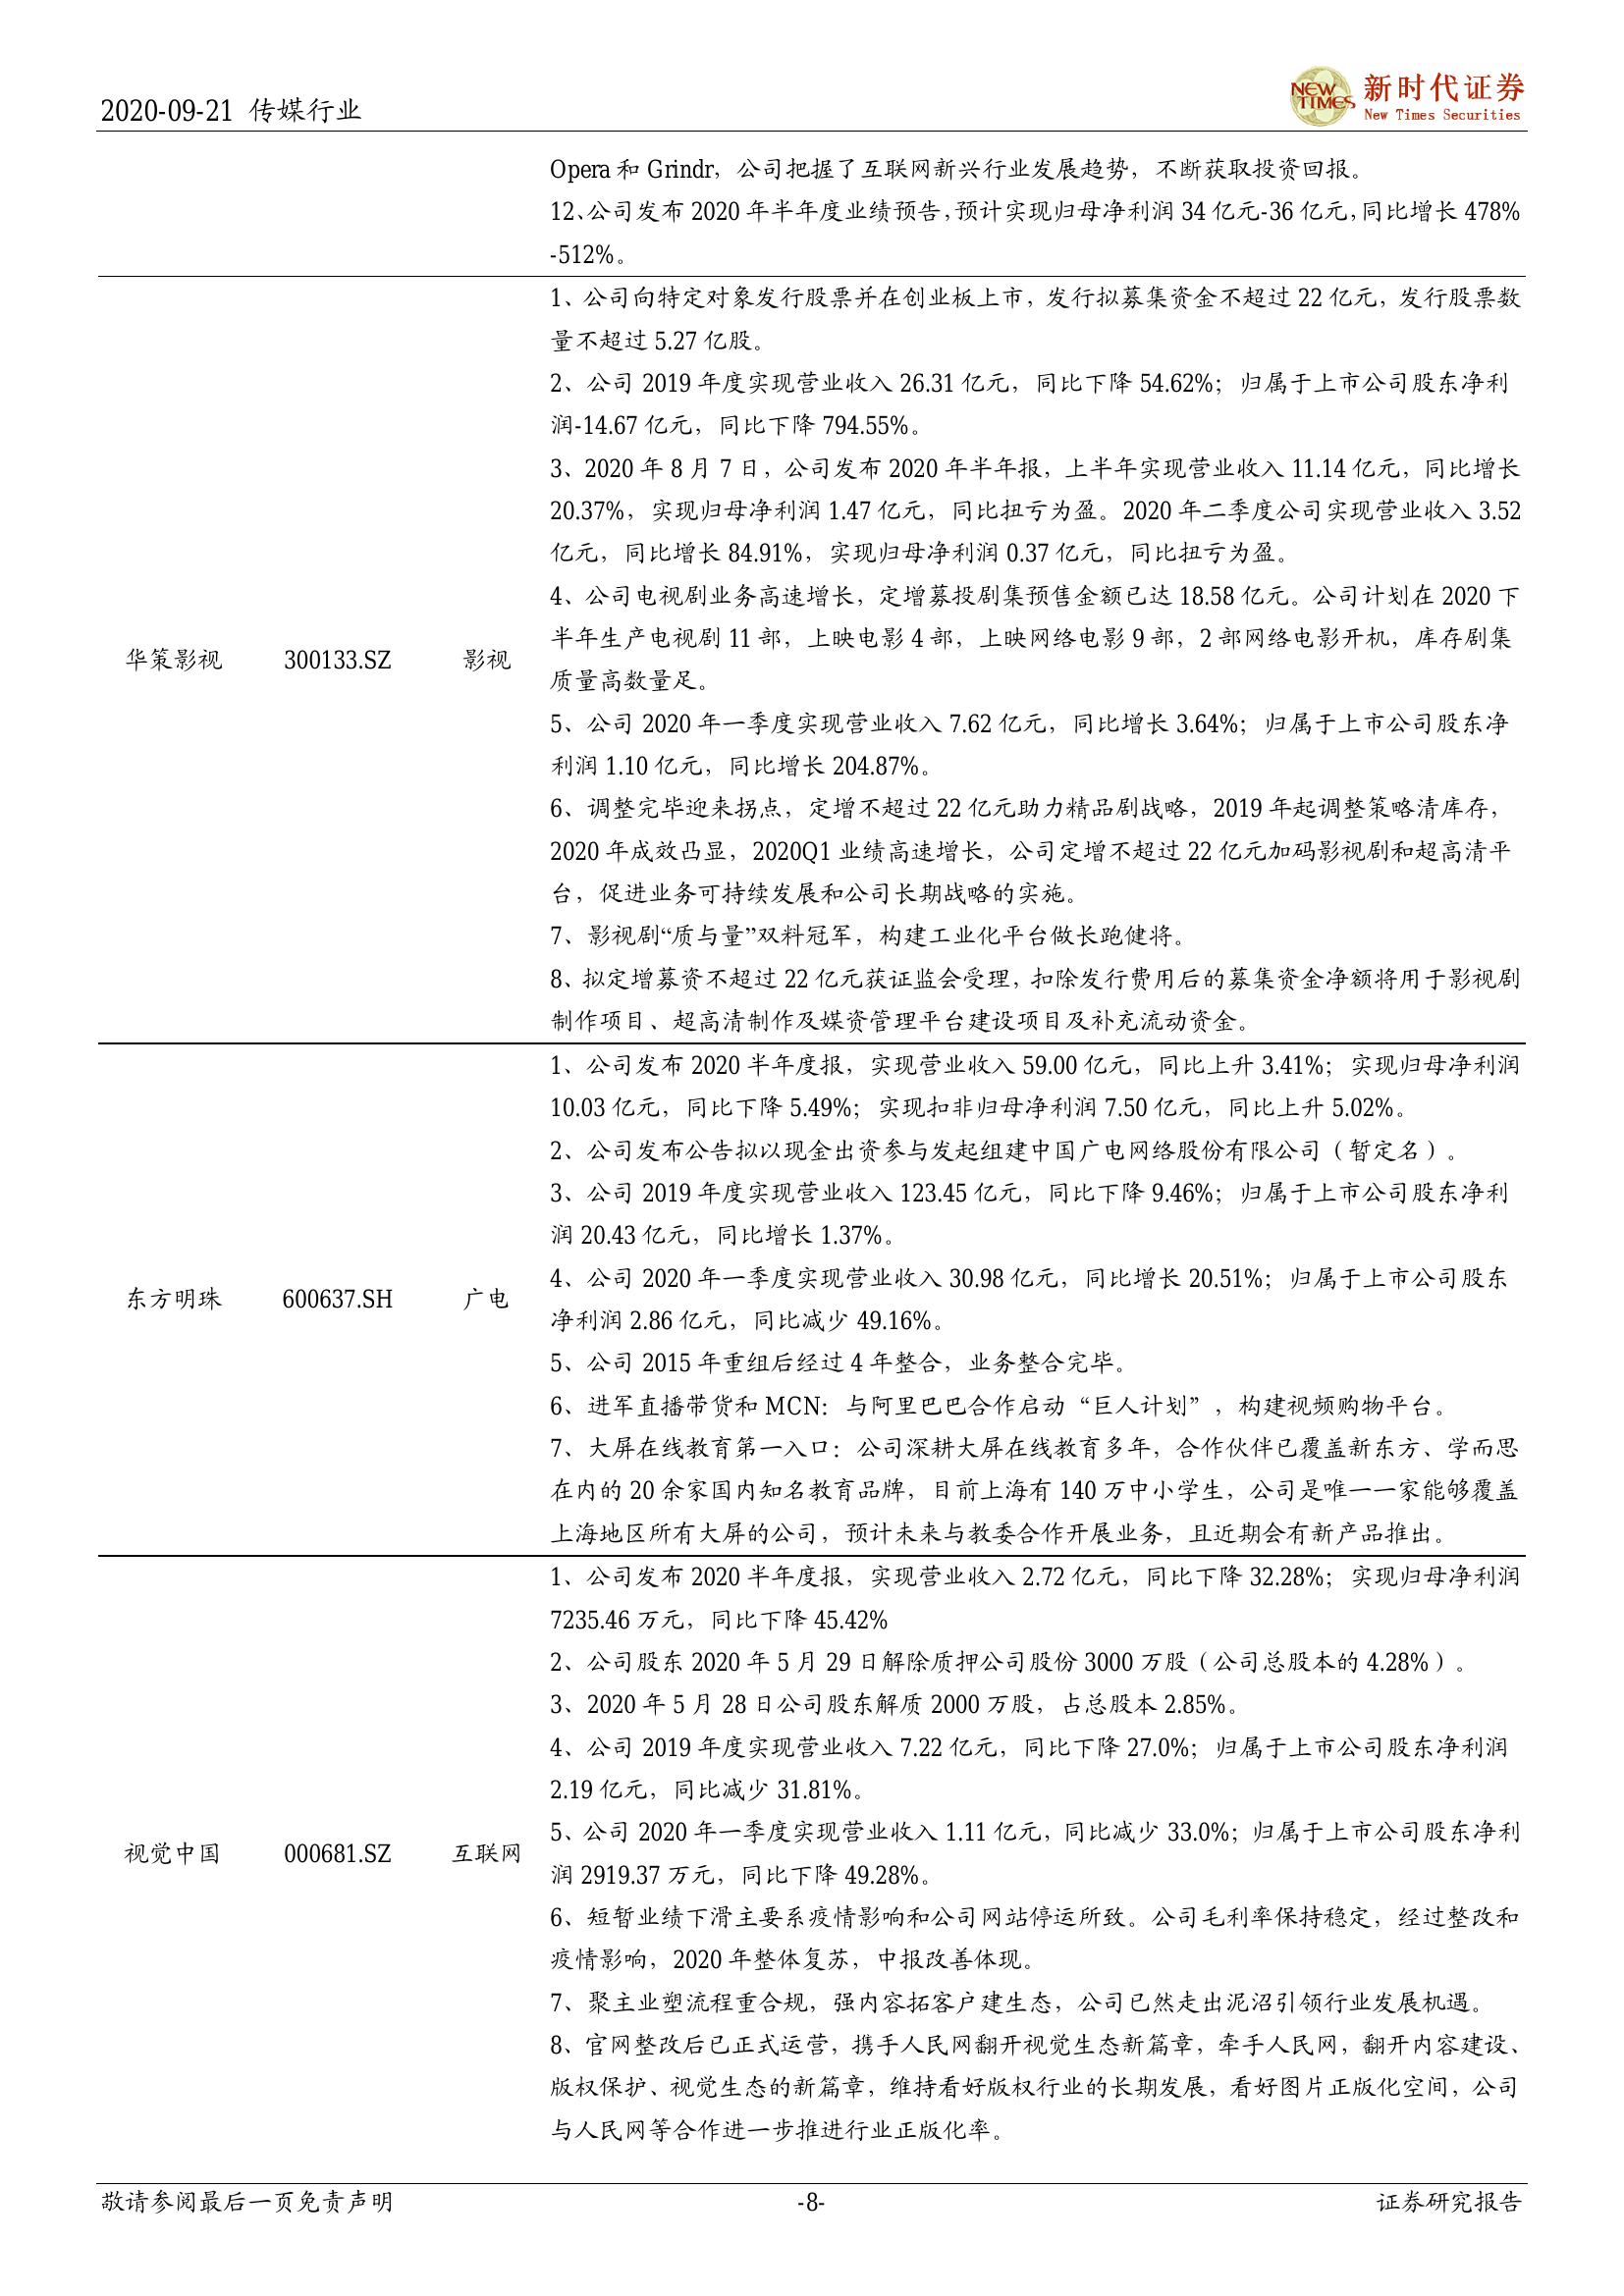 2020-09-21 传媒行业
NEW TIMES 新时代证券
New Times Securities
Opera 和 Grindr，公司把握了互联网新兴行业发展趋势，不断获取投资回报。
12、公司发布 2020 年半年度业绩预告，预计实现归母净利润 34 亿元-36 亿元，同比增长 478%
-512%。
1、公司向特定对象发行股票并在创业板上市，发行拟募集资金不超过 22 亿元，发行股票数
量不超过 5.27 亿股。
2、公司 2019 年度实现营业收入 26.31 亿元，同比下降 54.62%；归属于上市公司股东净利
润-14.67 亿元，同比下降 794.55%。
3、2020 年 8 月 7 日，公司发布 2020 年半年报，上半年实现营业收入 11.14 亿元，同比增长
20.37%，实现归母净利润 1.47 亿元，同比扭亏为盈。2020 年二季度公司实现营业收入 3.52
亿元，同比增长 84.91%，实现归母净利润 0.37 亿元，同比扭亏为盈。
4、公司电视剧业务高速增长，定增募投剧集预售金额已达 18.58 亿元。公司计划在 2020 下
半年生产电视剧 11 部，上映电影 4 部，上映网络电影 9 部，2 部网络电影开机，库存剧集
华策影视 300133.SZ 影视
质量高数量足。
5、公司 2020 年一季度实现营业收入 7.62 亿元，同比增长 3.64%；归属于上市公司股东净
利润 1.10 亿元，同比增长 204.87%。
6、调整完毕迎来拐点，定增不超过 22 亿元助力精品剧战略，2019 年起调整策略清库存，
2020 年成效凸显，2020Q1 业绩高速增长，公司定增不超过 22 亿元加码影视剧和超高清平
台，促进业务可持续发展和公司长期战略的实施。
7、影视剧“质与量”双料冠军，构建工业化平台做长跑健将。
8、拟定增募资不超过 22 亿元获证监会受理，扣除发行费用后的募集资金净额将用于影视剧
制作项目、超高清制作及媒资管理平台建设项目及补充流动资金。
1、公司发布 2020 半年度报，实现营业收入 59.00 亿元，同比上升 3.41%；实现归母净利润
10.03 亿元，同比下降 5.49%；实现扣非归母净利润 7.50 亿元，同比上升 5.02%。
2、公司发布公告拟以现金出资参与发起组建中国广电网络股份有限公司（暂定名）。
3、公司 2019 年度实现营业收入 123.45 亿元，同比下降 9.46%；归属于上市公司股东净利
润 20.43 亿元，同比增长 1.37%。
4、公司 2020 年一季度实现营业收入 30.98 亿元，同比增长 20.51%；归属于上市公司股东
东方明珠 600637.SH 广电
净利润 2.86 亿元，同比减少 49.16%。
5、公司 2015 年重组后经过 4 年整合，业务整合完毕。
6、进军直播带货和 MCN：与阿里巴巴合作启动“巨人计划”，构建视频购物平台。
7、大屏在线教育第一入口：公司深耕大屏在线教育多年，合作伙伴已覆盖新东方、学而思
在内的 20 余家国内知名教育品牌，目前上海有 140 万中小学生，公司是唯一一家能够覆盖
上海地区所有大屏的公司，预计未来与教委合作开展业务，且近期会有新产品推出。
1、公司发布 2020 半年度报，实现营业收入 2.72 亿元，同比下降 32.28%；实现归母净利润
7235.46 万元，同比下降 45.42%
2、公司股东 2020 年 5 月 29 日解除质押公司股份 3000 万股（公司总股本的 4.28%）。
3、2020 年 5 月 28 日公司股东解质 2000 万股，占总股本 2.85%。
4、公司 2019 年度实现营业收入 7.22 亿元，同比下降 27.0%；归属于上市公司股东净利润
2.19 亿元，同比减少 31.81%。
5、公司 2020 年一季度实现营业收入 1.11 亿元，同比减少 33.0%；归属于上市公司股东净利
视觉中国 000681.SZ 互联网
润 2919.37 万元，同比下降 49.28%。
6、短暂业绩下滑主要系疫情影响和公司网站停运所致。公司毛利率保持稳定，经过整改和
疫情影响，2020 年整体复苏，中报改善体现。
7、聚主业塑流程重合规，强内容拓客户建生态，公司已然走出泥沼引领行业发展机遇。
8、官网整改后已正式运营，携手人民网翻开视觉生态新篇章，牵手人民网，翻开内容建设、
版权保护、视觉生态的新篇章，维持看好版权行业的长期发展，看好图片正版化空间，公司
与人民网等合作进一步推进行业正版化率。
敬请参阅最后一页免责声明 -8- 证券研究报告